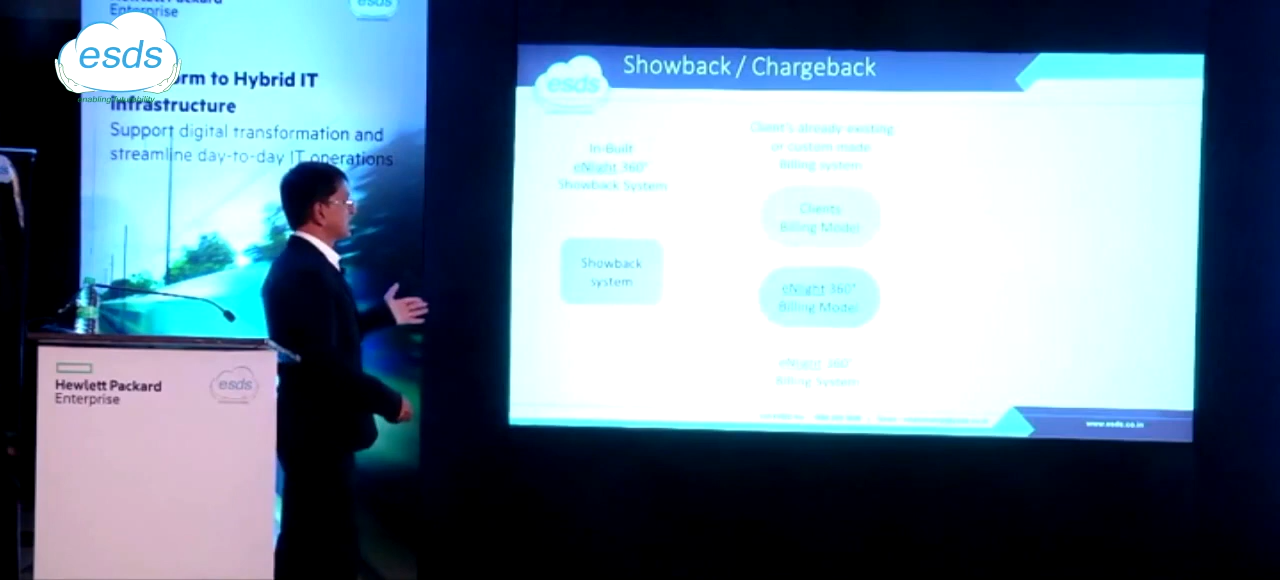 Enterprise
esds
esds
enabling futurability
rm to Hybrid IT
Infrastructure
Support digital transformation and
streamline day-to-day IT operations
Hewlett Packard
Enterprise
esds
esds
Showback / Chargeback
In-Built
eNlight 360°
Showback System
Showback
system
Client's already existing
or custom made
Billing system
Clients
Billing Model
eNlight 360°
Billing Model
eNlight 360°
Billing System
www.esds.co.in